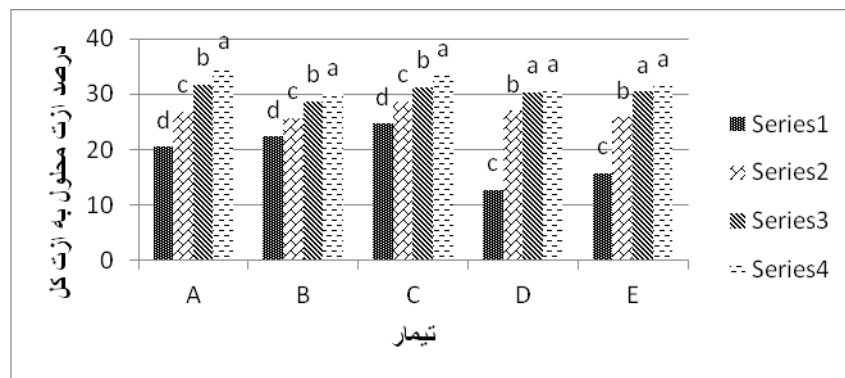 درصد ازت محلول به ازت کل
40
30
20
10
0
d c b a
d c b a
d c b a
c b a a
c b a a
A B C D E
تیمار
Series1
Series2
Series3
Series4